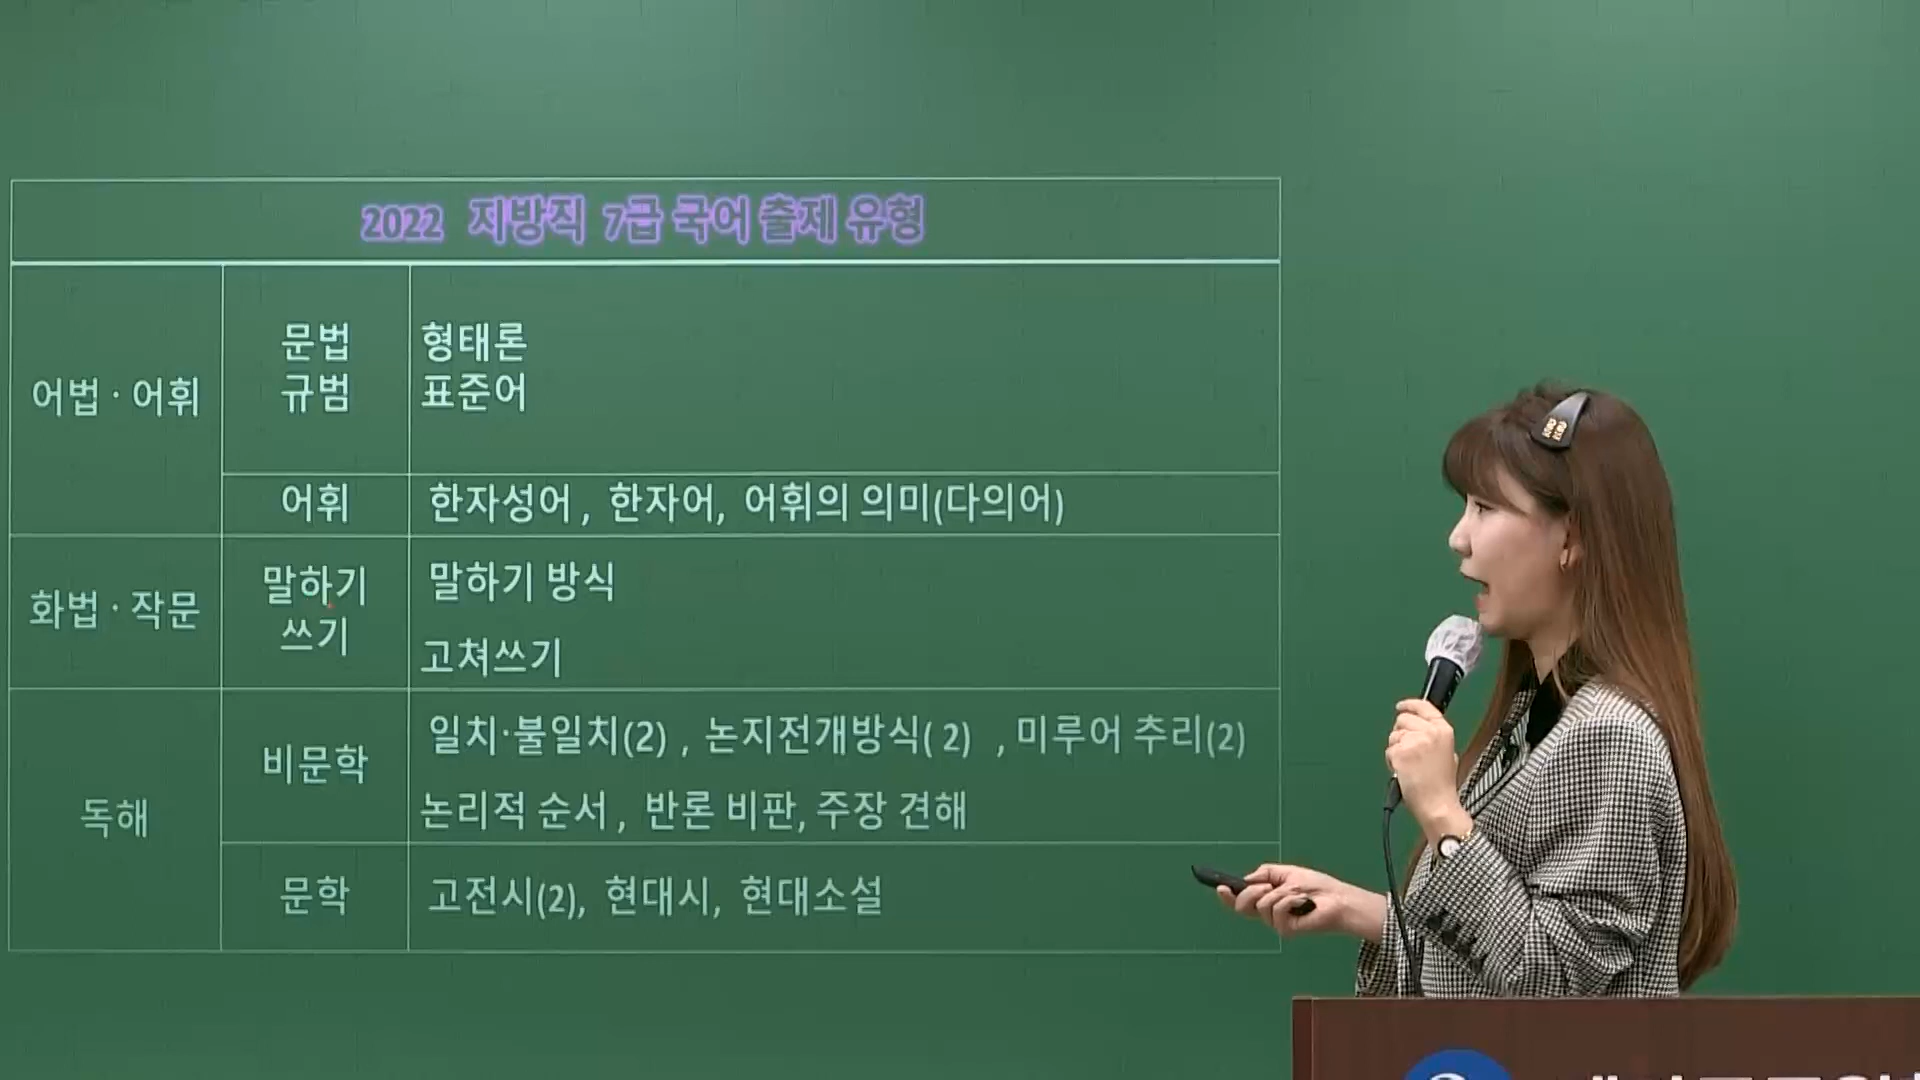 2022 지방직 7급 국어 출제 유형
어법·어휘
문법
규범
형태론
표준어
어휘
한자성어, 한자어, 어휘의 의미(다의어)
화법·작문
말하기
쓰기
말하기 방식
고쳐쓰기
독해
비문학
일치·불일치(2), 논지전개방식(2), 미루어 추리(2)
논리적 순서, 반론 비판, 주장 견해
문학
고전시(2), 현대시, 현대소설